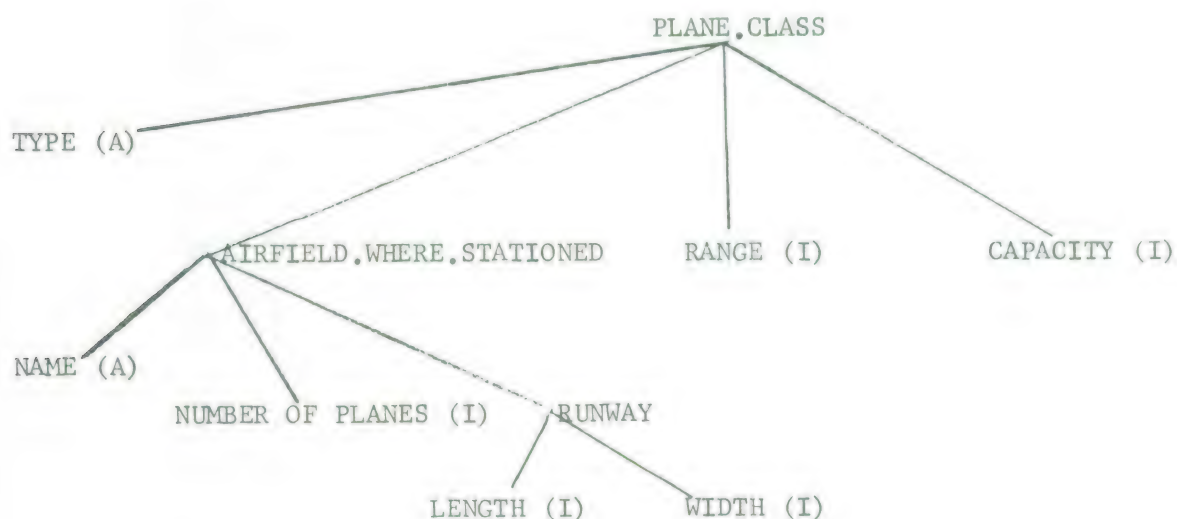 PLANE.CLASS
TYPE (A)
AIRFIELD.WHERE.STATIONED RANGE (I) CAPACITY (I)
NAME (A)
NUMBER OF PLANES (I) RUNWAY
LENGTH (I) WIDTH (I)